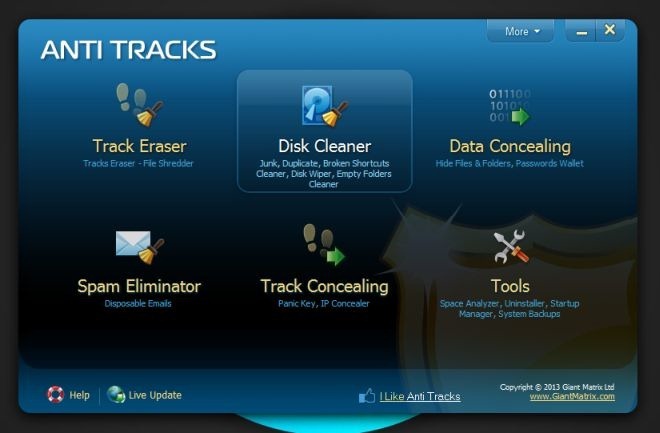 More
ANTI TRACKS
011100
10101
001
Track Eraser
Tracks Eraser - File Shredder
Disk Cleaner
Junk, Duplicate, Broken Shortcuts
Cleaner, Disk Wiper, Empty Folders
Cleaner
Data Concealing
Hide Files & Folders, Passwords Wallet
Spam Eliminator
Disposable Emails
Track Concealing
Panic Key, IP Concealer
Tools
Space Analyzer, Uninstaller, Startup
Manager, System Backups
Help
Live Update
I Like Anti Tracks
Copyright © 2013 Giant Matrix Ltd
www.GiantMatrix.com